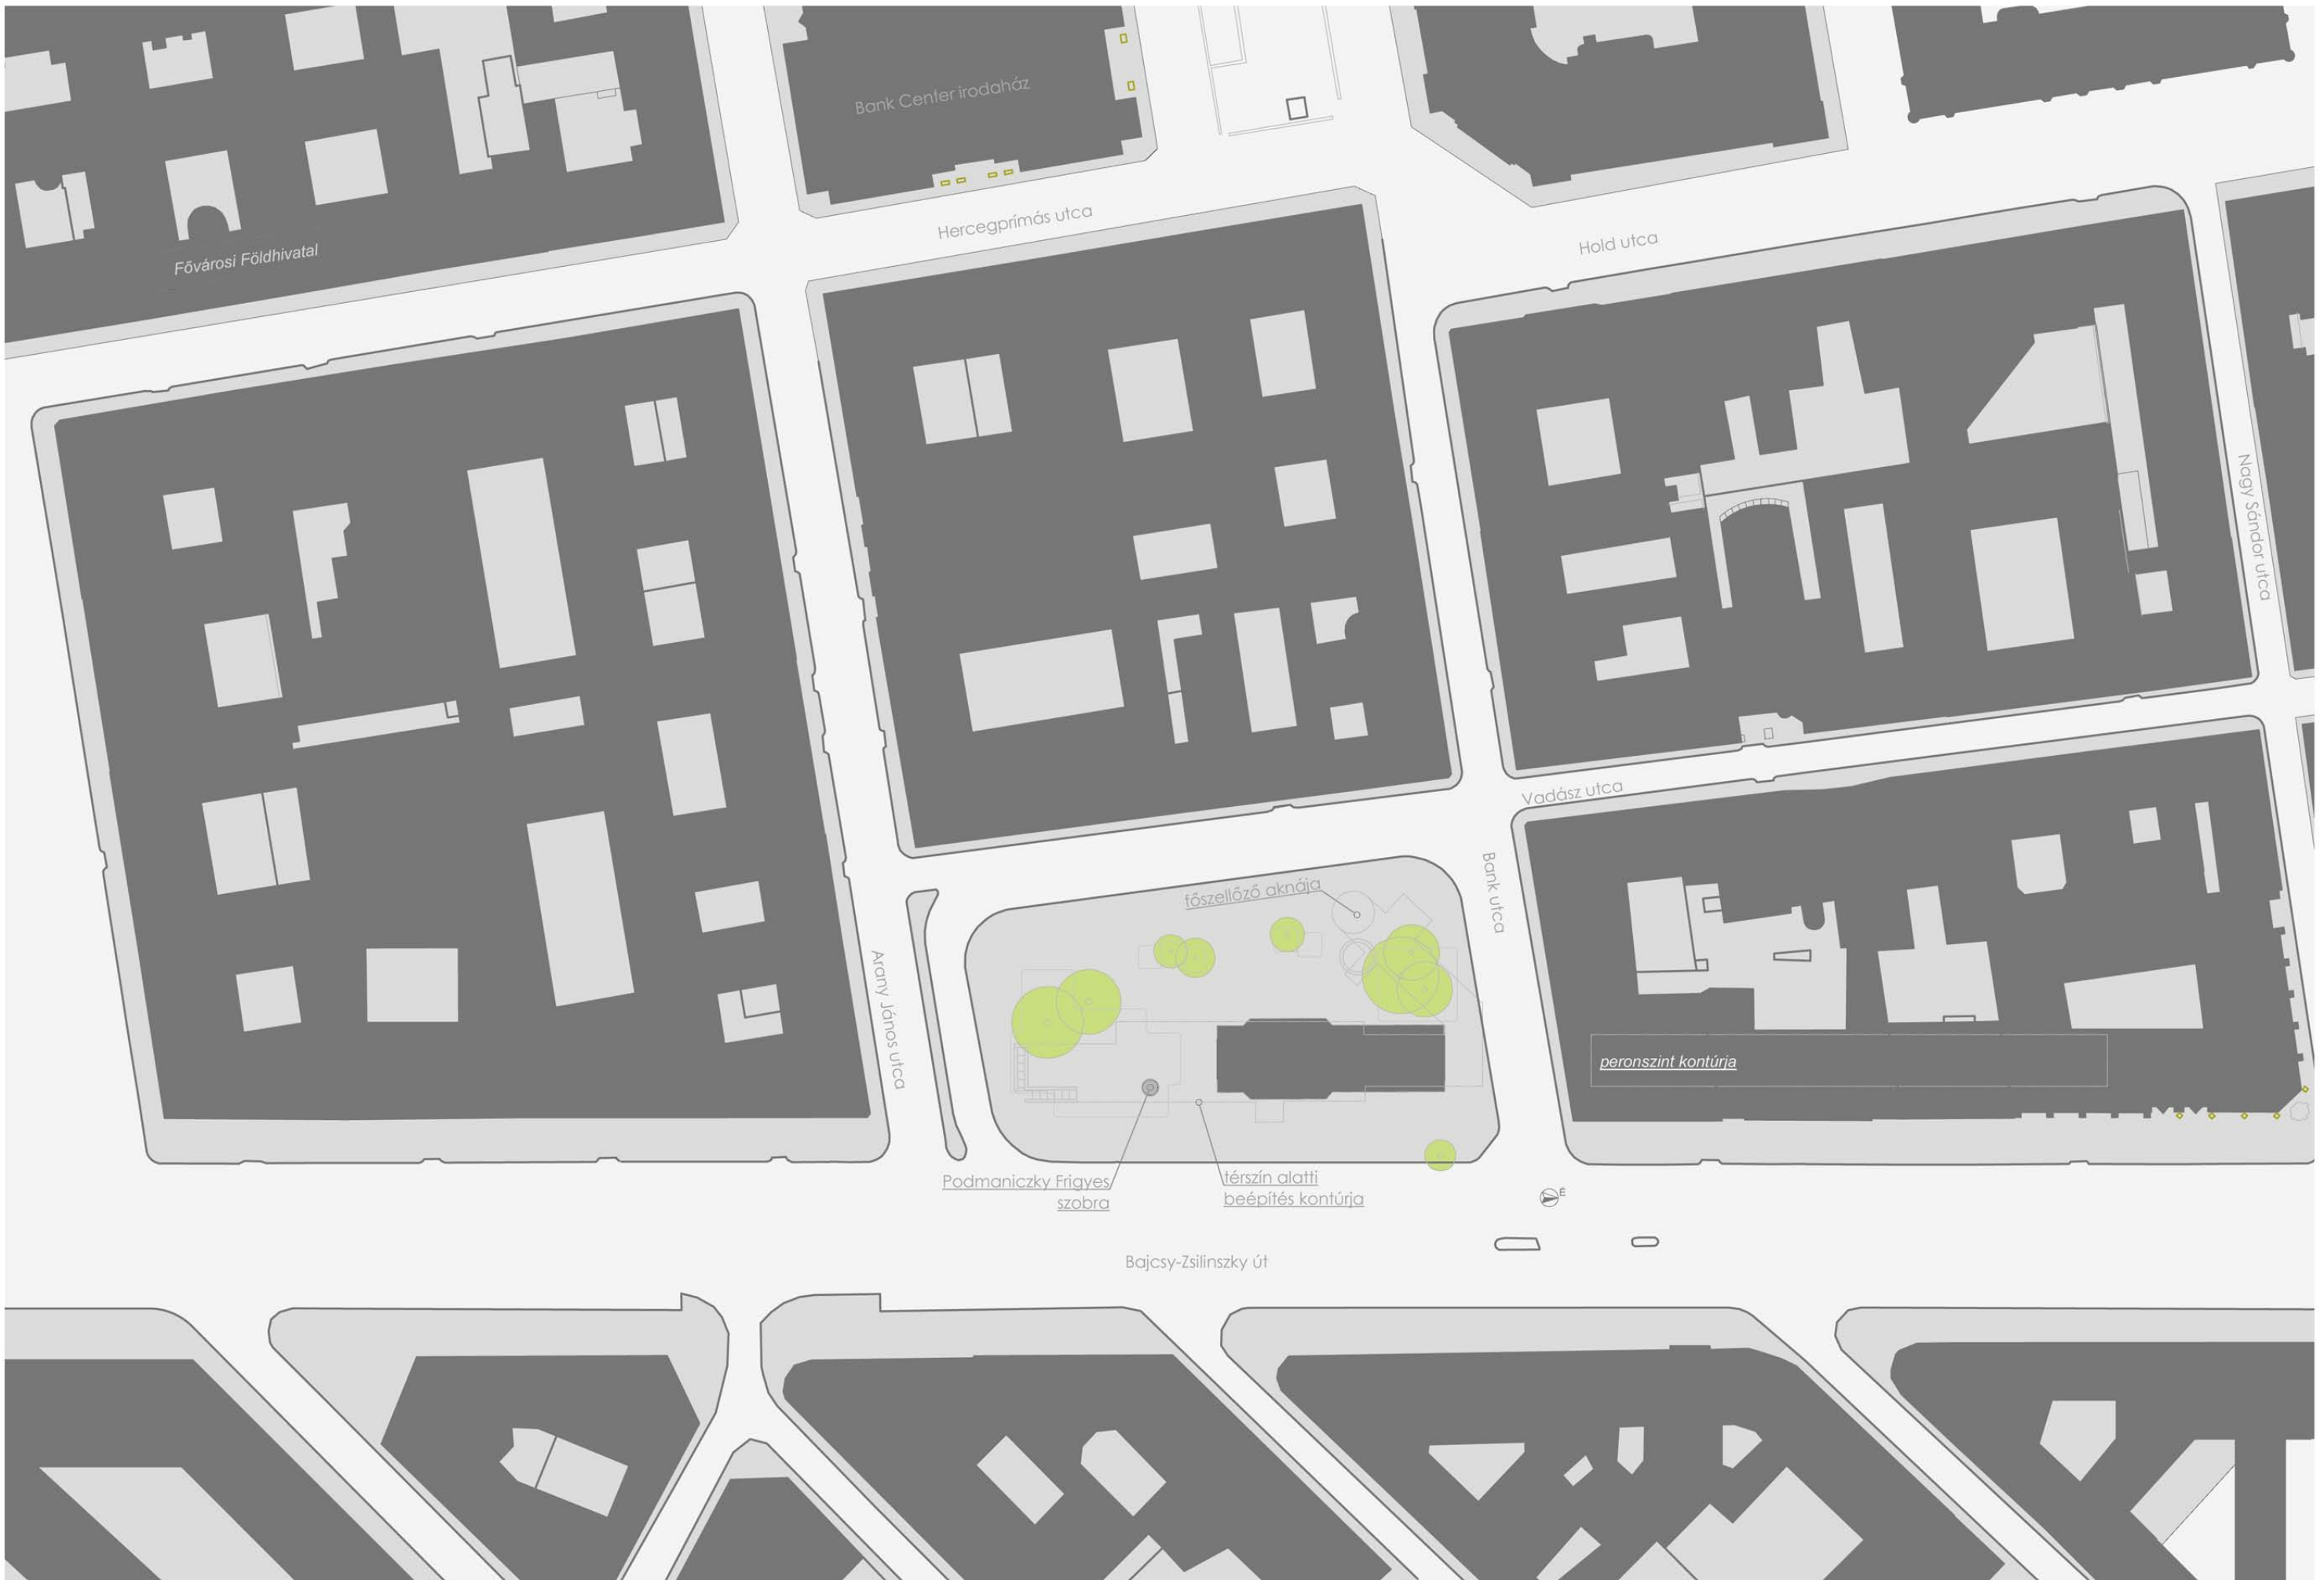 Bank Center irodaház
Hercegprímás utca
Hold utca
Fővárosi Földhivatal
Nagy Sándor utca
Vadász utca
Bank utca
főszellőző aknája
Arany János utca
peronszint kontúrja
Podmaniczky Frigyes
szobra
térszín alatti
beépítés kontúrja
É
Bajcsy-Zsilinszky út